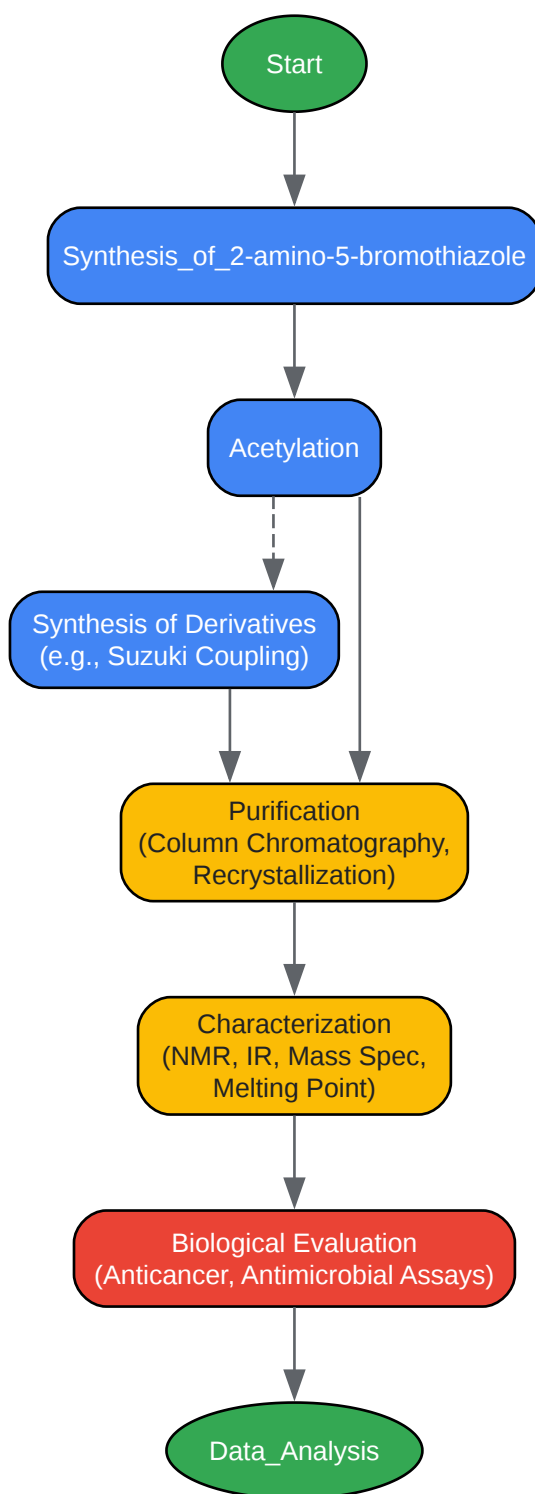 Start
Synthesis_of_2-amino-5-bromothiazole
Acetylation
Synthesis of Derivatives
(e.g., Suzuki Coupling)
Purification
(Column Chromatography,
Recrystallization)
Characterization
(NMR, IR, Mass Spec,
Melting Point)
Biological Evaluation
(Anticancer, Antimicrobial Assays)
Data_Analysis